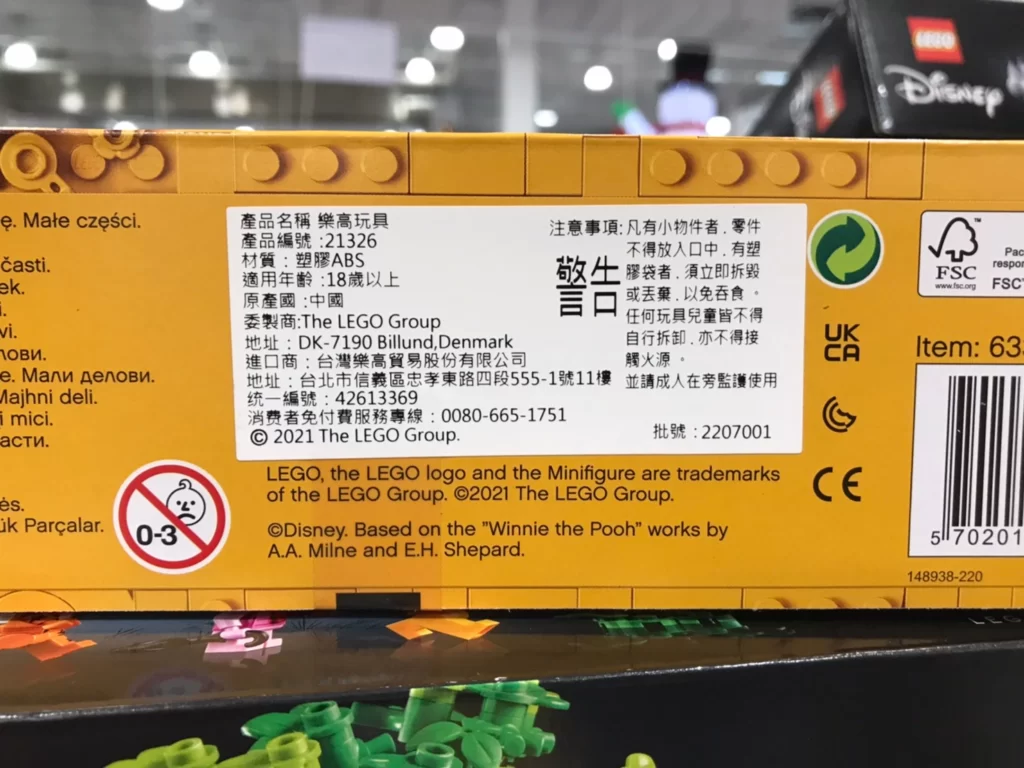 LEGO
DISNEY
ę. Małe części.
časti.
ek.
i.
vi.
лови.
e. Мали делови.
Majhni deli.
i mici.
асти.
ės.
ük Parçalar.
0-3
產品名稱 樂高玩具
產品編號 :21326
材質 : 塑膠ABS
適用年齡 :18歲以上
原產國 :中國
委製商:The LEGO Group
地址 : DK-7190 Billund,Denmark
進口商 : 台灣樂高貿易股份有限公司
地址 : 台北市信義區忠孝東路四段555-1號11樓
统一編號 : 42613369
消费者免付費服務專線 : 0080-665-1751
© 2021 The LEGO Group.
警告
注意事項:凡有小物件者 , 零件
不得放入口中 , 有塑
膠袋者 , 須立即拆毀
或丟棄 , 以免吞食 。
任何玩具兒童皆不得
自行拆卸 , 亦不得接
觸火源 。
並請成人在旁監護使用
批號 : 2207001
LEGO, the LEGO logo and the Minifigure are trademarks
of the LEGO Group. ©2021 The LEGO Group.
©Disney. Based on the "Winnie the Pooh" works by
A.A. Milne and E.H. Shepard.
UK
CA
CE
FSC
www.fsc.org
Pac
respon
FSC
Item: 63
5 70201
148938-220